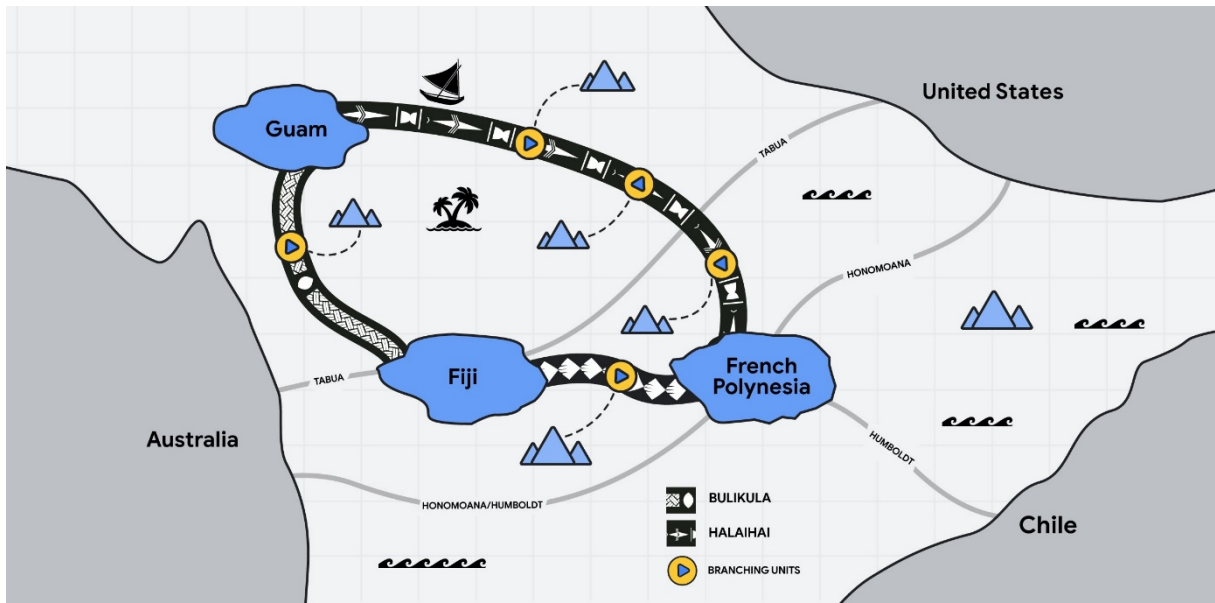 United States
Guam
TABUA
HONOMOANA
French
Polynesia
Fiji
TABUA
Australia
HUMBOLDT
HONOMOANA/HUMBOLDT
BULIKULA
Chile
HALAIHAI
BRANCHING UNITS